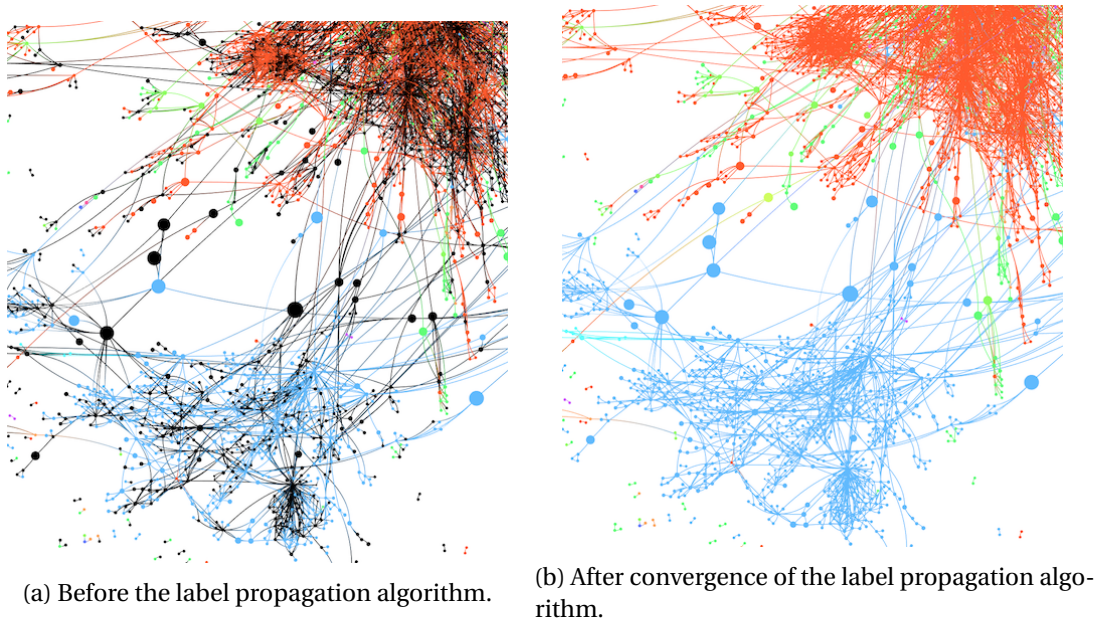 (a) Before the label propagation algorithm.
(b) After convergence of the label propagation algo-
rithm.